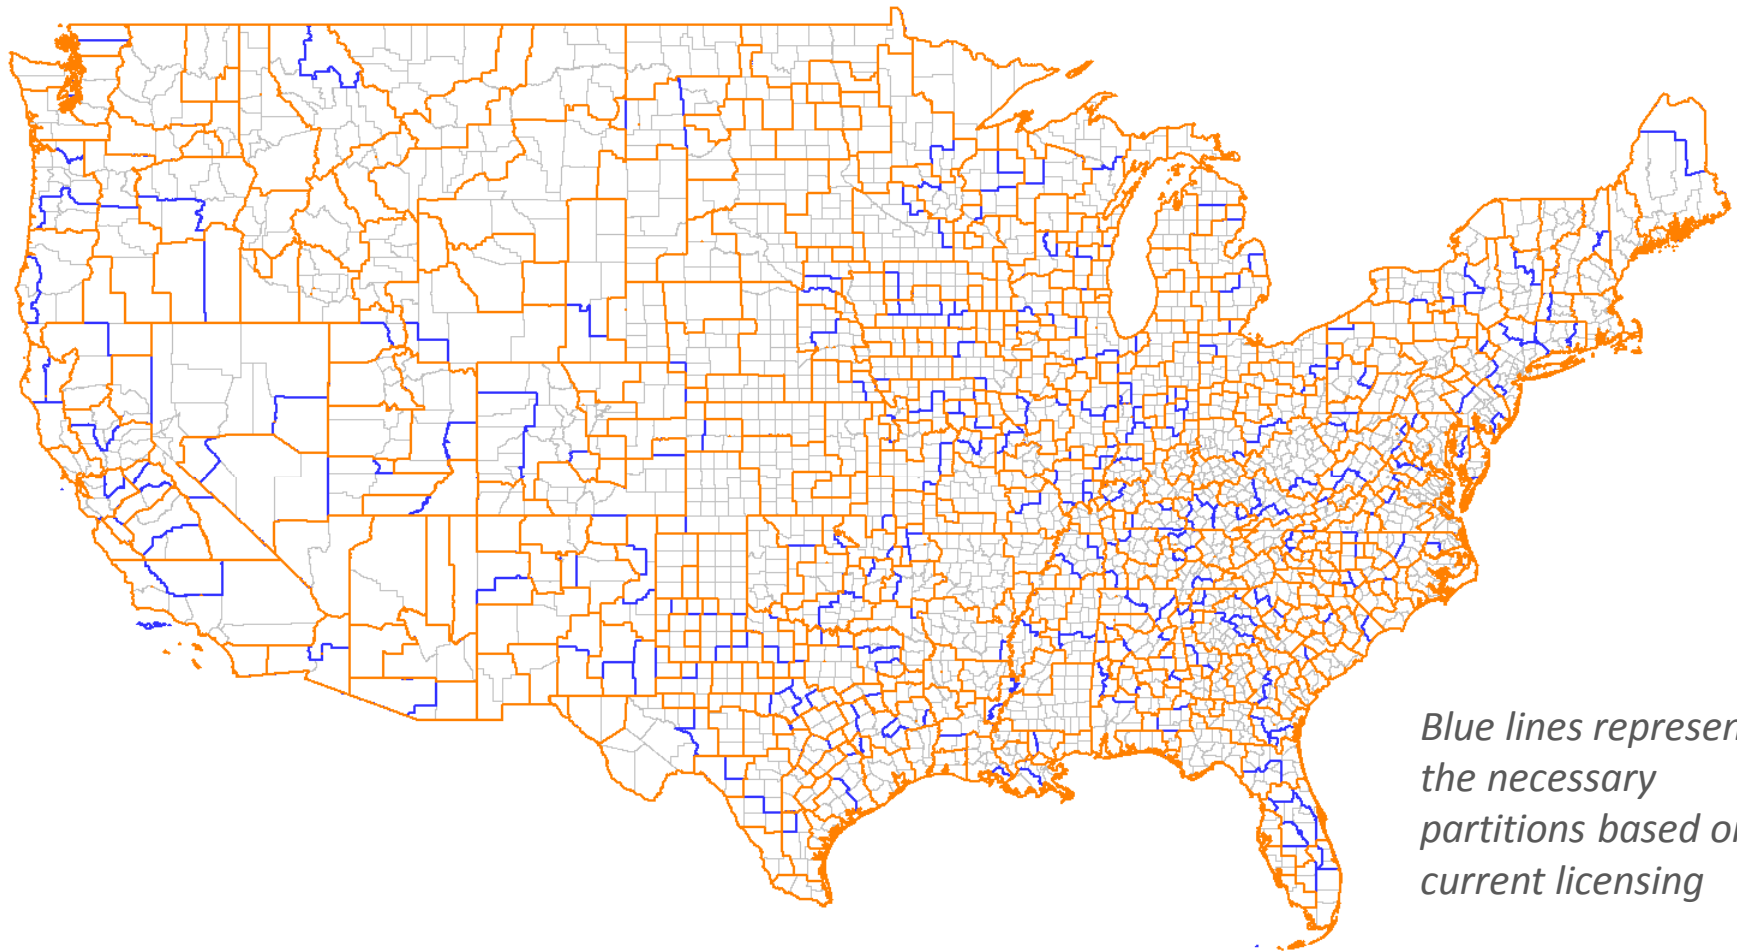 Blue lines represen
the necessary
partitions based o
current licensing